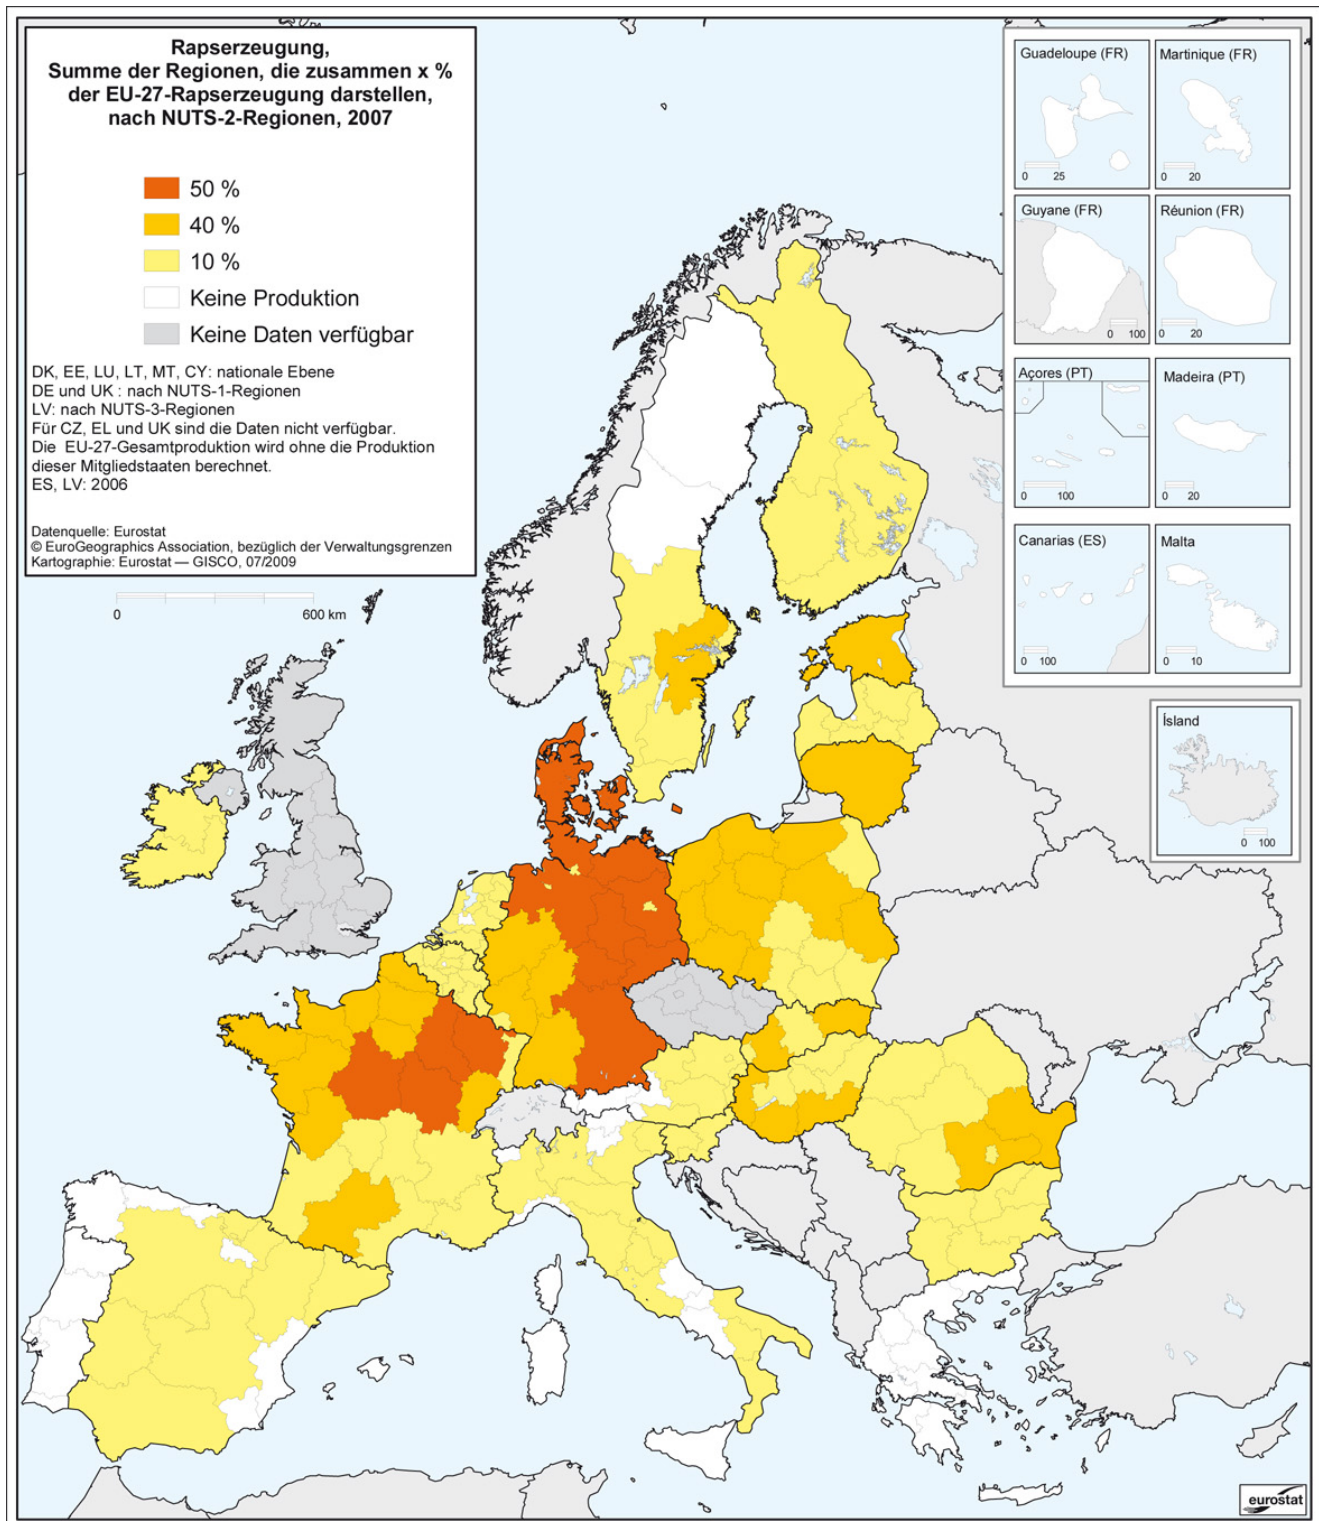 Rapserzeugung,
Summe der Regionen, die zusammen x %
der EU-27-Rapserzeugung darstellen,
nach NUTS-2-Regionen, 2007
50 %
40 %
10 %
Keine Produktion
Keine Daten verfügbar
DK, EE, LU, LT, MT, CY: nationale Ebene
DE und UK : nach NUTS-1-Regionen
LV: nach NUTS-3-Regionen
Für CZ, EL und UK sind die Daten nicht verfügbar.
Die EU-27-Gesamtproduktion wird ohne die Produktion
dieser Mitgliedstaaten berechnet.
ES, LV: 2006
Datenquelle: Eurostat
© EuroGeographics Association, bezüglich der Verwaltungsgrenzen
Kartographie: Eurostat — GISCO, 07/2009
0 600 km
Guadeloupe (FR)
0 25
Martinique (FR)
0 20
Guyane (FR)
0 100
Réunion (FR)
0 20
Açores (PT)
0 100
Madeira (PT)
0 20
Canarias (ES)
0 100
Malta
0 10
Ísland
0 100
eurostat